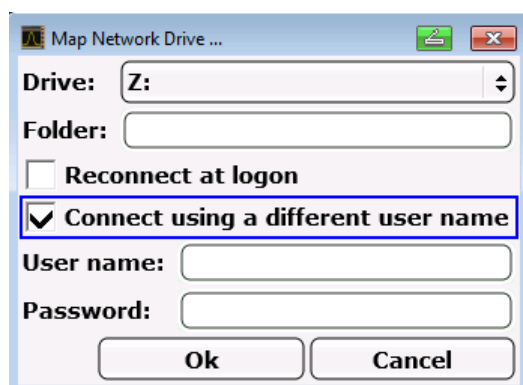 Map Network Drive ...
Drive: Z:
Folder:
Reconnect at logon
Connect using a different user name
User name:
Password:
Ok Cancel